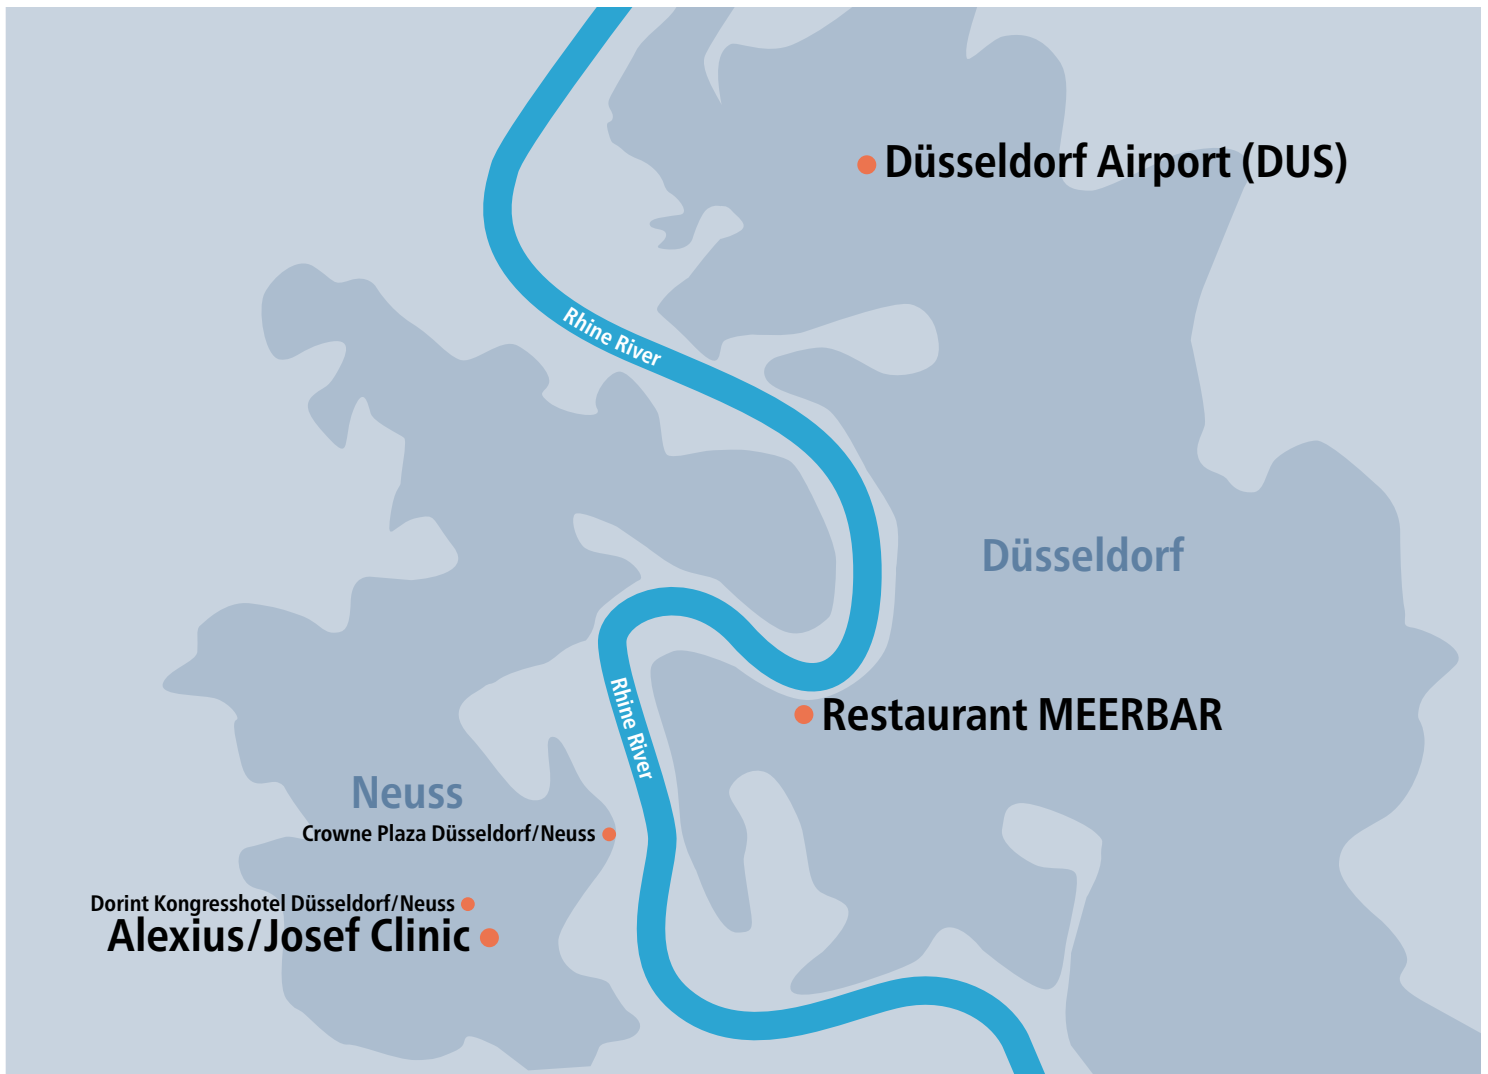 Düsseldorf Airport (DUS)
Rhine River
Düsseldorf
Restaurant MEERBAR
Rhine River
Neuss
Crowne Plaza Düsseldorf/Neuss
Dorint Kongresshotel Düsseldorf/Neuss
Alexius/Josef Clinic